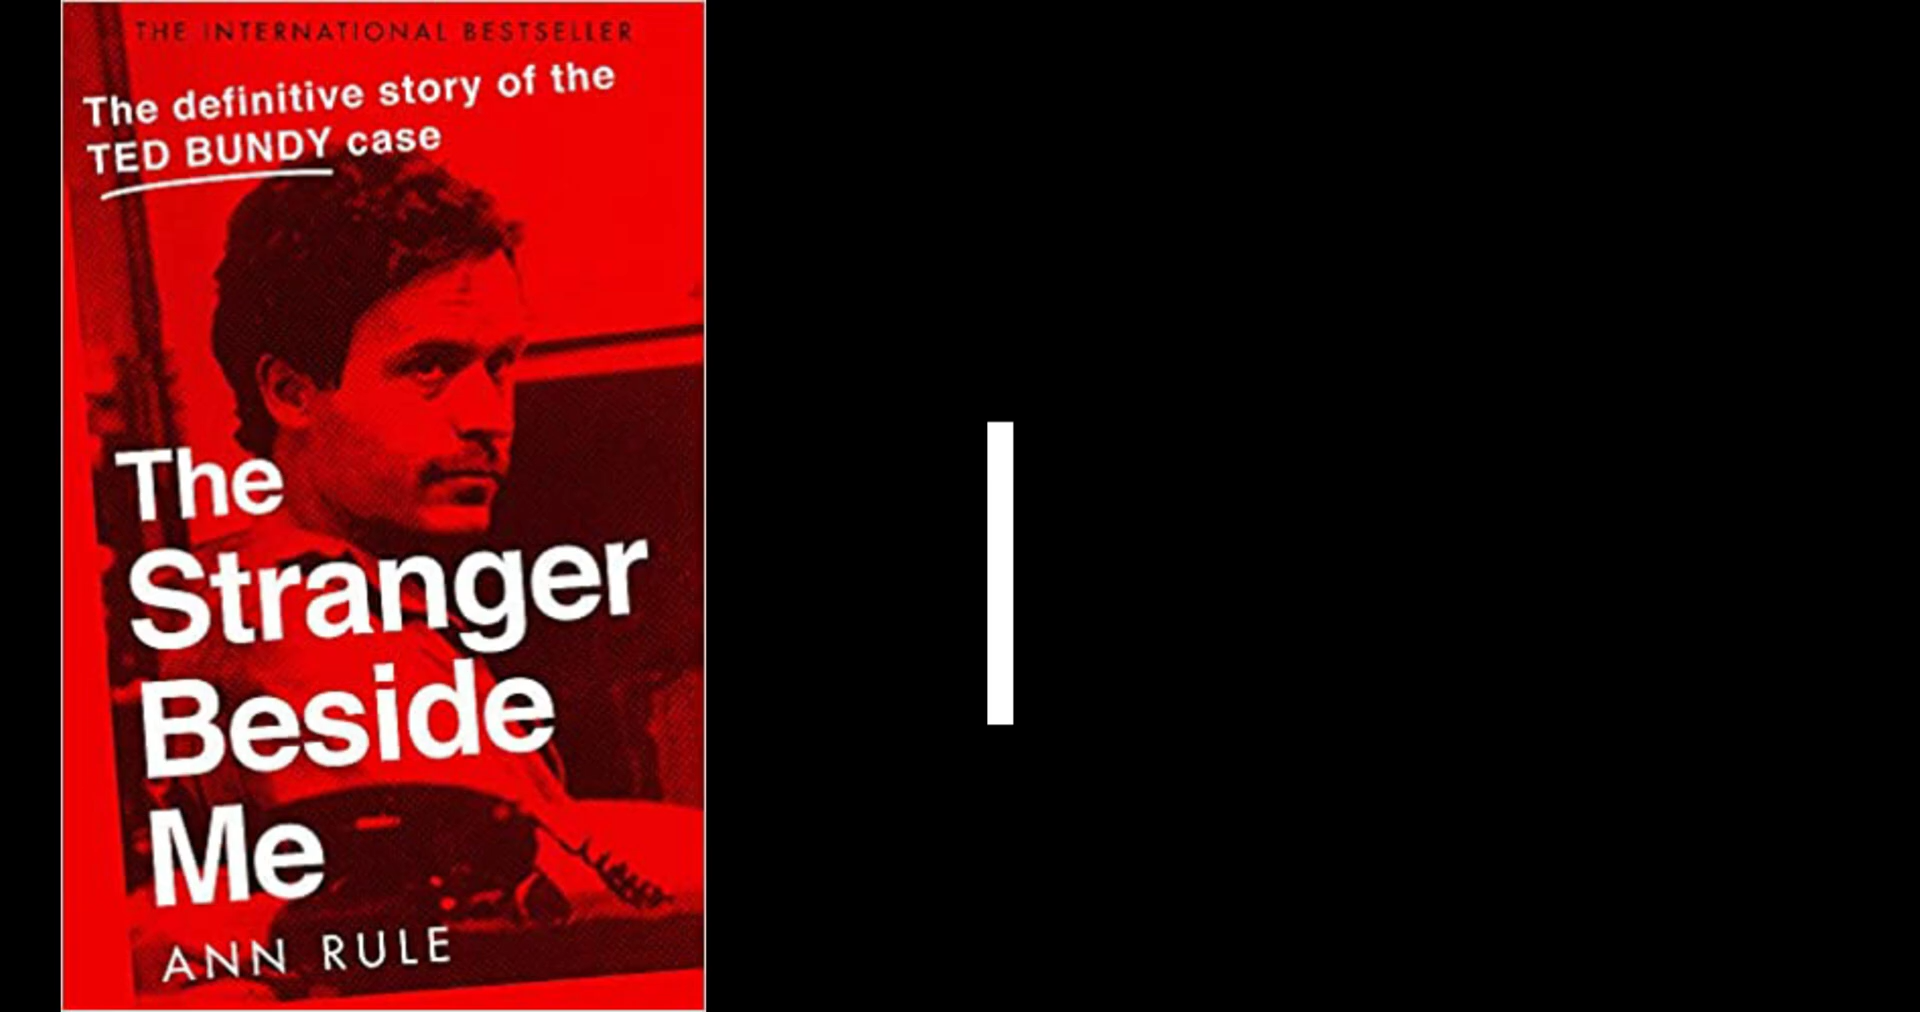 THE INTERNATIONAL BESTSELLER
The definitive story of the
TED BUNDY case
The
Stranger
Beside
Me
ANN RULE